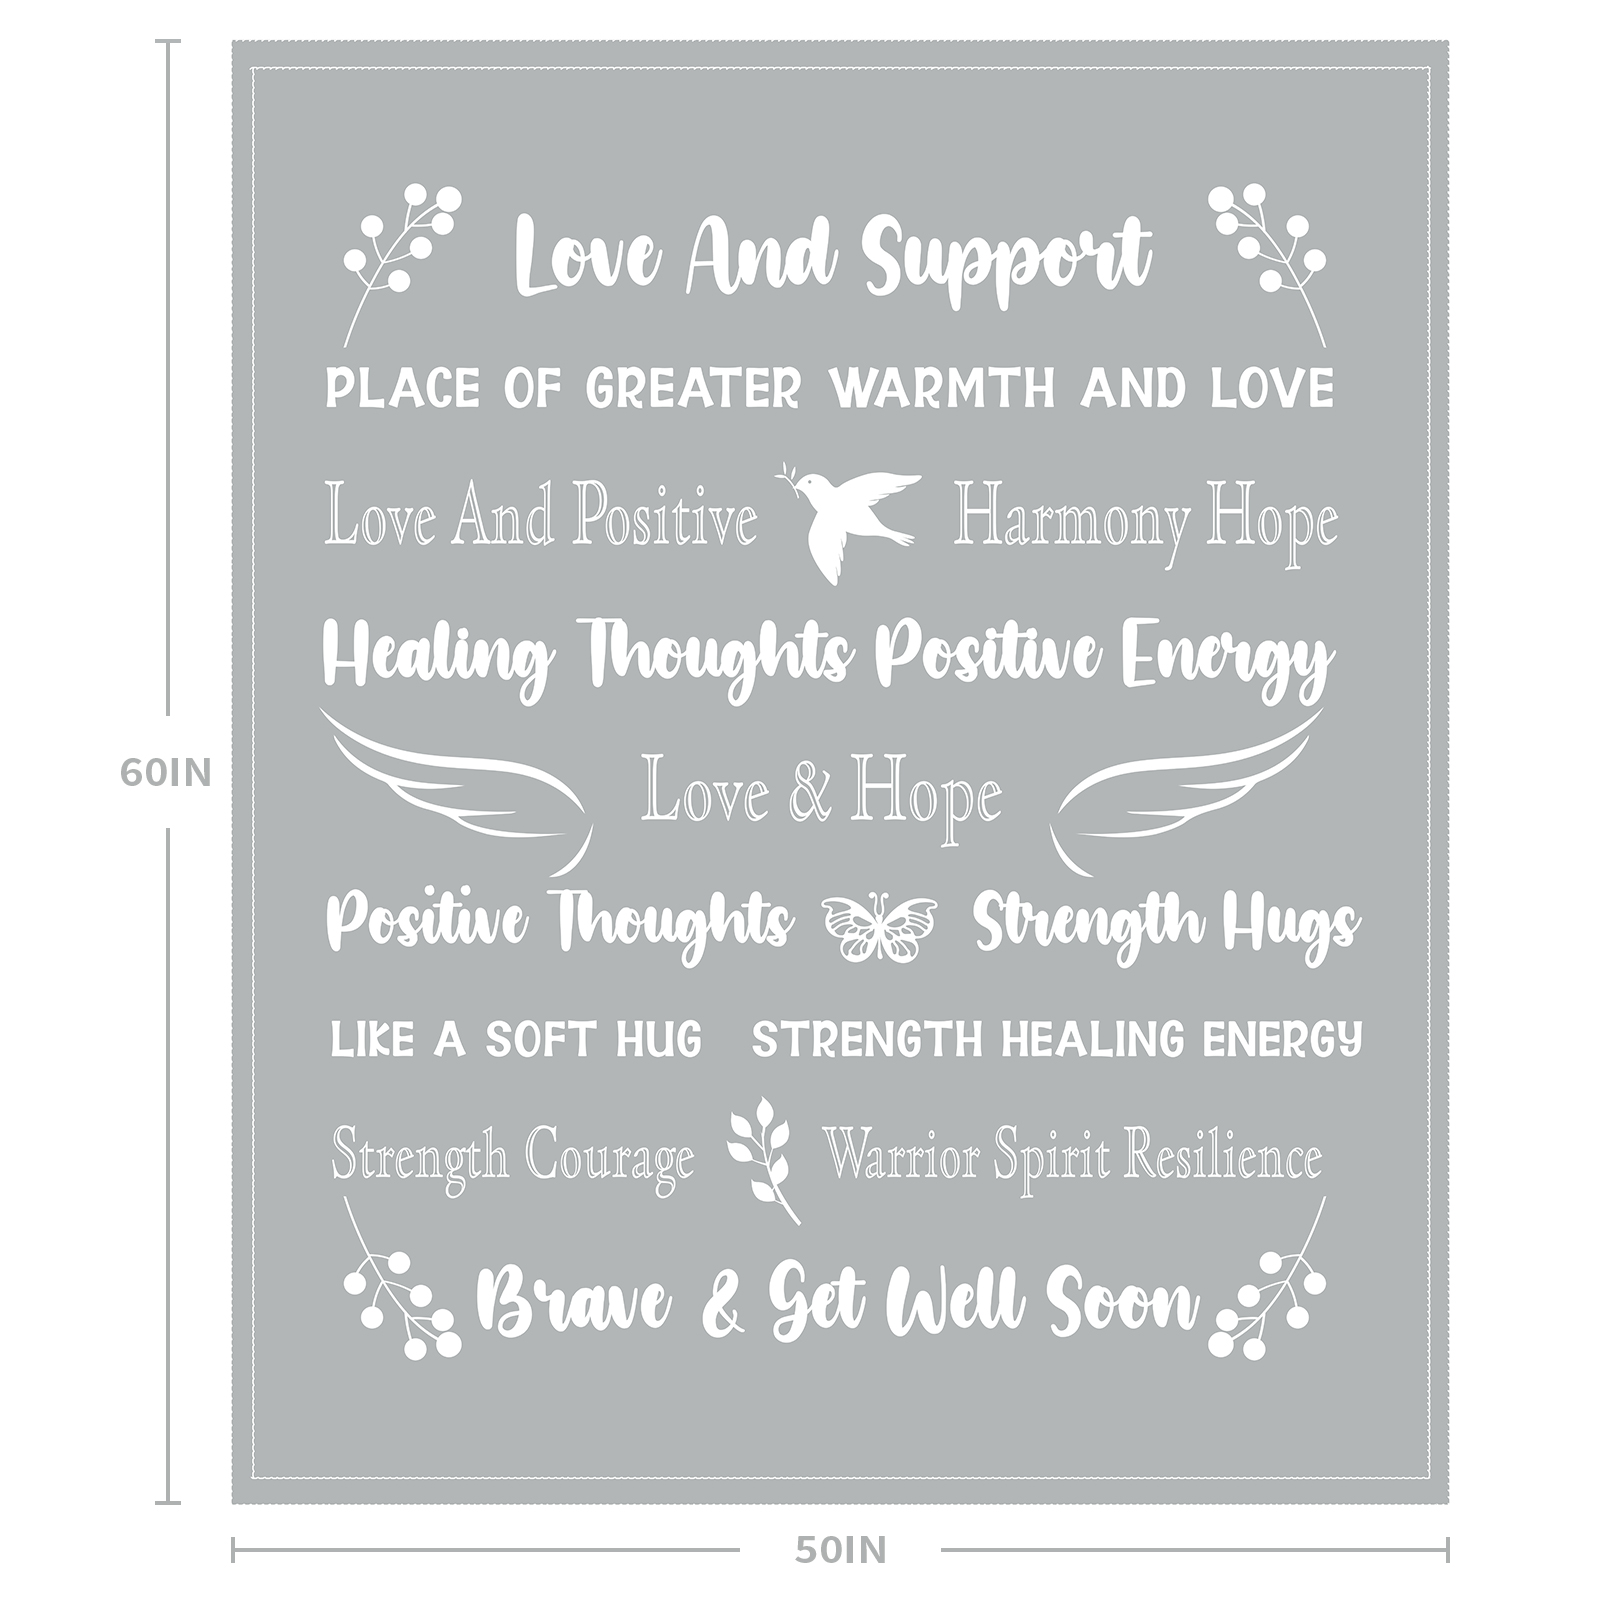 Love And Support
PLACE OF GREATER WARMTH AND LOVE
Love And Positive Harmony Hope
Healing Thoughts Positive Energy
60IN
Love & Hope
Positive Thoughts Strength Hugs
LIKE A SOFT HUG STRENGTH HEALING ENERGY
Strength Courage Warrior Spirit Resilience
Brave & Get Well Soon
50IN